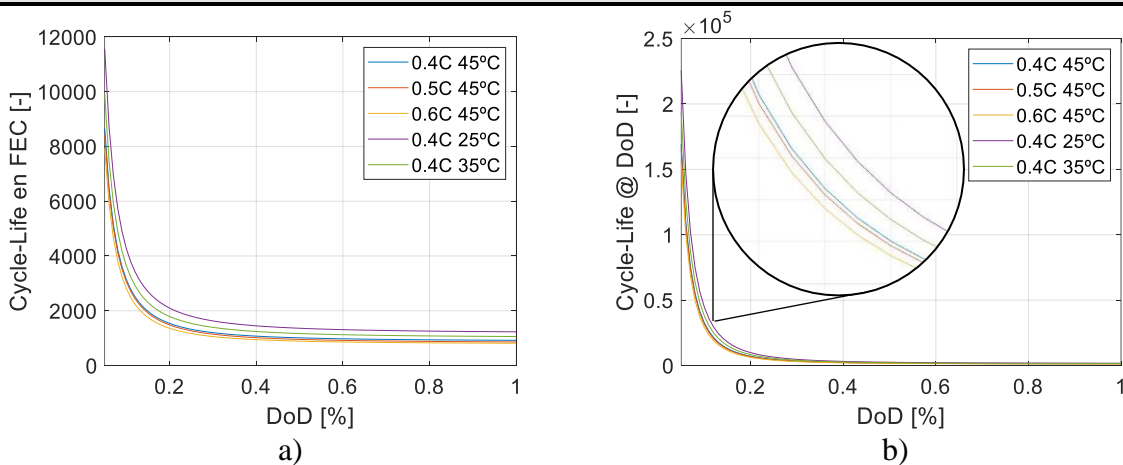 12000
10000
8000
6000
4000
2000
0
Cycle-Life en FEC [-]
0.2
0.4
0.6
0.8
1
DoD [%]
0.4C 45ºC
0.5C 45ºC
0.6C 45ºC
0.4C 25ºC
0.4C 35ºC
a)
×10⁵
2.5
2
1.5
1
0.5
0
Cycle-Life @ DoD [-]
0.2
0.4
0.6
0.8
1
DoD [%]
0.4C 45ºC
0.5C 45ºC
0.6C 45ºC
0.4C 25ºC
0.4C 35ºC
b)